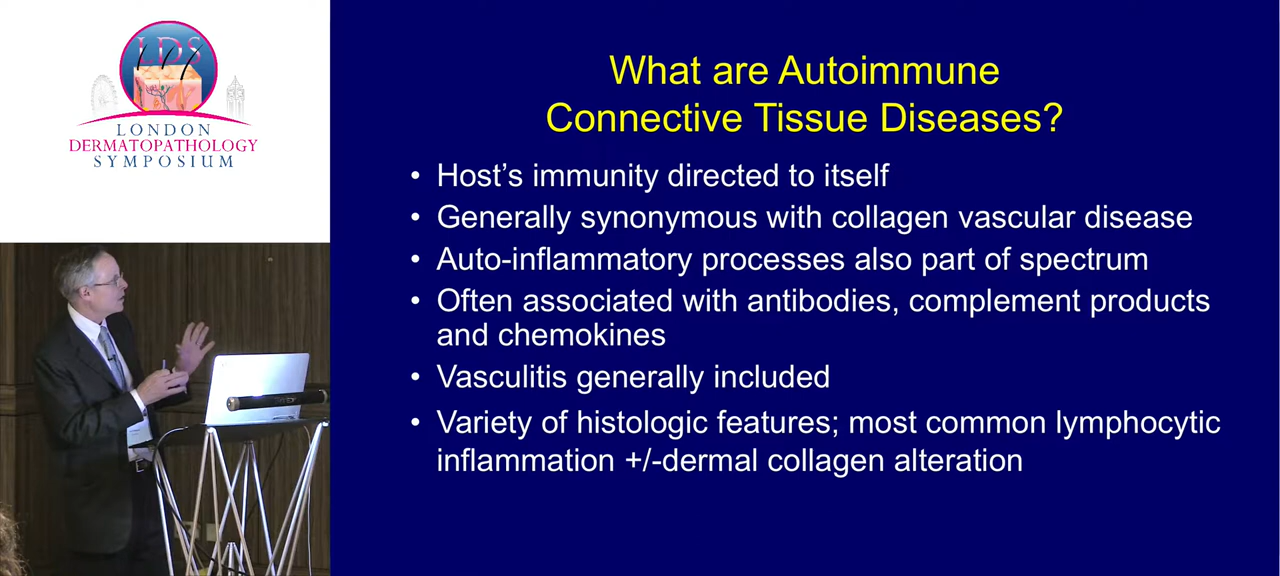 LDS
LONDON
DERMATOPATHOLOGY
SYMPOSIUM
What are Autoimmune
Connective Tissue Diseases?
• Host's immunity directed to itself
• Generally synonymous with collagen vascular disease
• Auto-inflammatory processes also part of spectrum
• Often associated with antibodies, complement products
and chemokines
• Vasculitis generally included
• Variety of histologic features; most common lymphocytic
inflammation +/-dermal collagen alteration